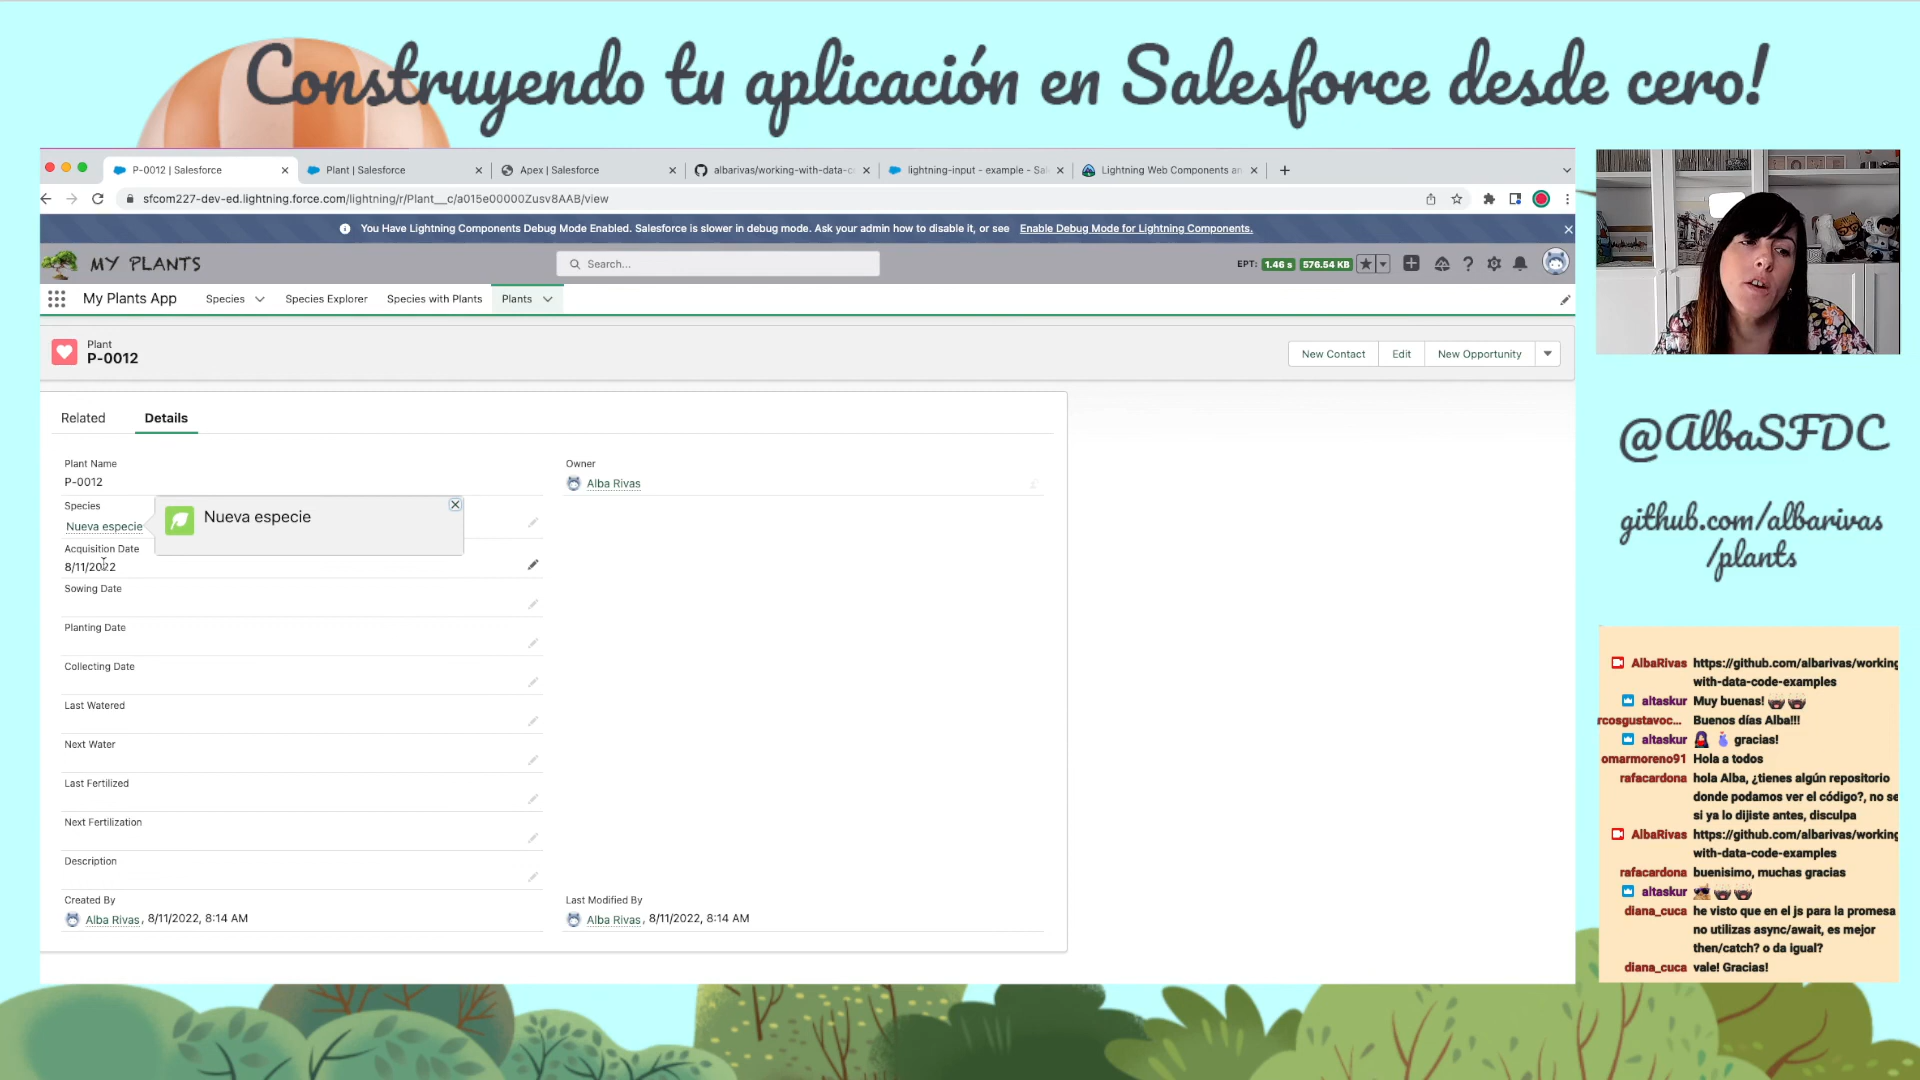 Construyendo tu aplicación en Salesforce desde cero!
P-0012 | Salesforce
Plant | Salesforce
Apex | Salesforce
albarivas/working-with-data-c
lightning-input - example - Sal
Lightning Web Components an
sfcom227-dev-ed.lightning.force.com/lightning/r/Plant__c/a015e00000Zusv8AAB/view
You Have Lightning Components Debug Mode Enabled. Salesforce is slower in debug mode. Ask your admin how to disable it, or see Enable Debug Mode for Lightning Components.
MY PLANTS
Search...
EPT: 1.46 s 576.54 KB
My Plants App
Species
Species Explorer
Species with Plants
Plants
Plant
P-0012
New Contact
Edit
New Opportunity
Related
Details
Plant Name
P-0012
Owner
Alba Rivas
Species
Nueva especie
Nueva especie
Acquisition Date
8/11/2022
Sowing Date
Planting Date
Collecting Date
Last Watered
Next Water
Last Fertilized
Next Fertilization
Description
Created By
Alba Rivas, 8/11/2022, 8:14 AM
Last Modified By
Alba Rivas, 8/11/2022, 8:14 AM
@AlbaSFDC
github.com/albarivas
/plants
AlbaRivas https://github.com/albarivas/working
with-data-code-examples
altaskur Muy buenas!
rcosgustavoc... Buenos días Alba!!!
altaskur gracias!
omarmoreno91 Hola a todos
rafacardona hola Alba, ¿tienes algún repositorio
donde podamos ver el código?, no se
si ya lo dijiste antes, disculpa
AlbaRivas https://github.com/albarivas/working
with-data-code-examples
rafacardona buenisimo, muchas gracias
altaskur
diana_cuca he visto que en el js para la promesa
no utilizas async/await, es mejor
then/catch? o da igual?
diana_cuca vale! Gracias!